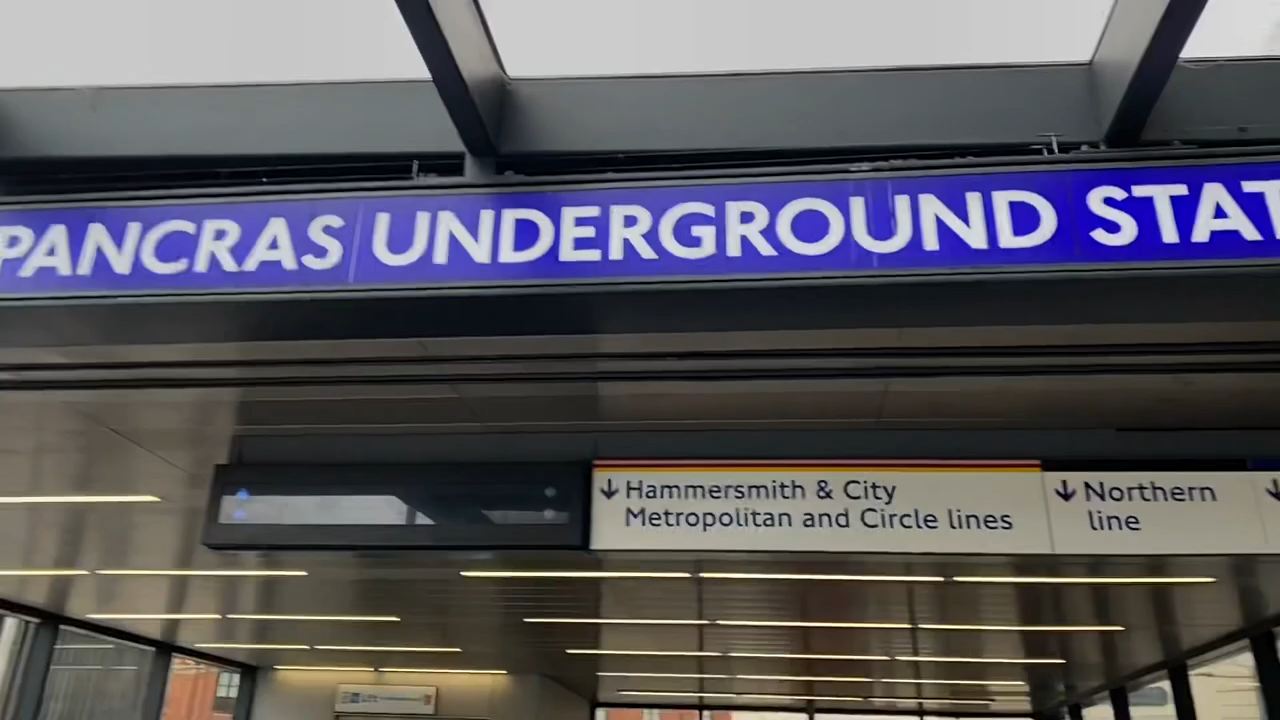 PANCRAS UNDERGROUND STAT
Hammersmith & City
Metropolitan and Circle lines
Northern
line